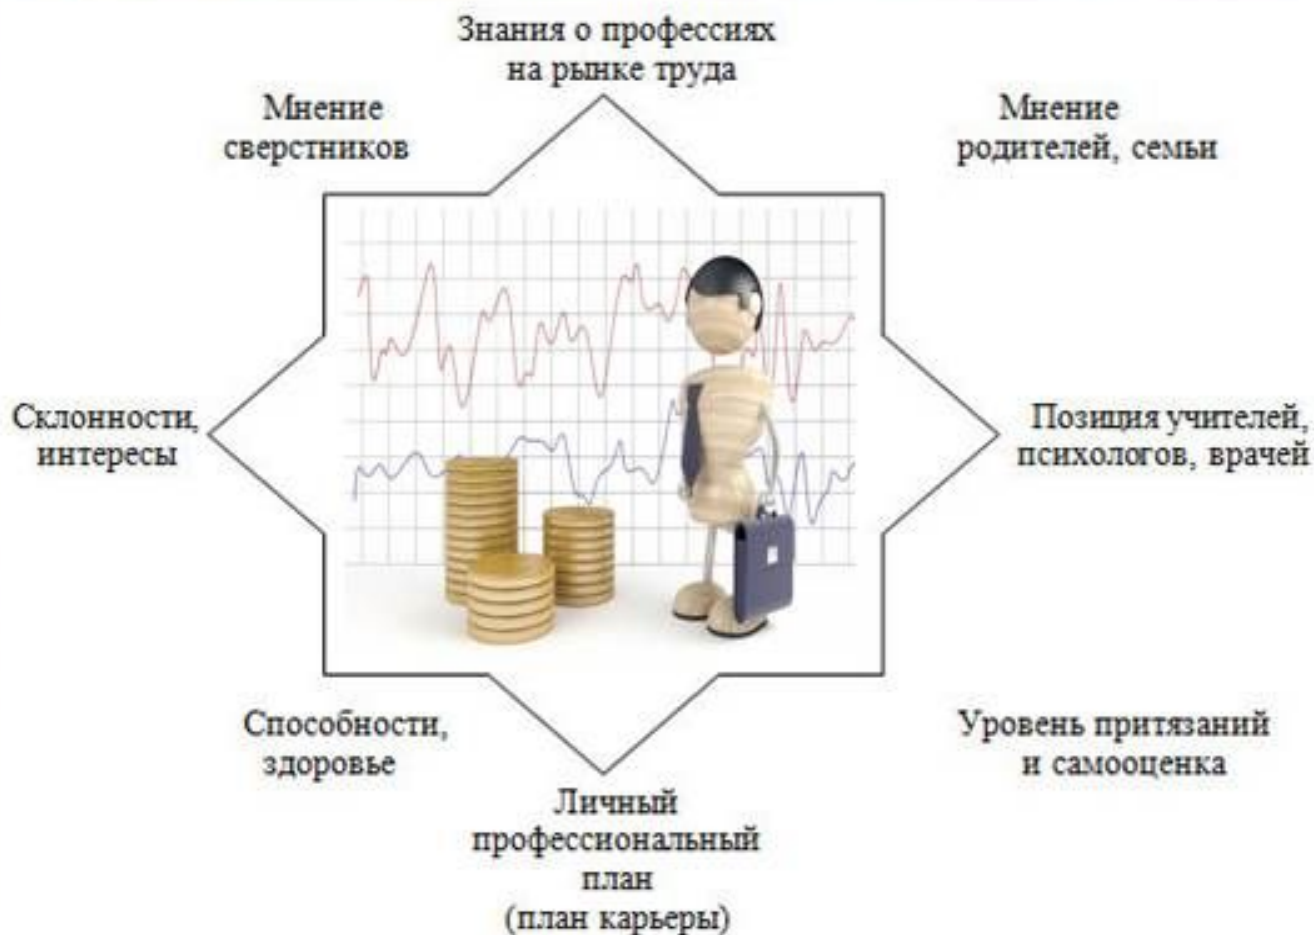 Знания о профессиях
на рынке труда
Мнение
сверстников
Мнение
родителей, семьи
Склонности,
интересы
Позиция учителей,
психологов, врачей
Способности,
здоровье
Уровень притязаний
и самооценка
Личный
профессиональный
план
(план карьеры)